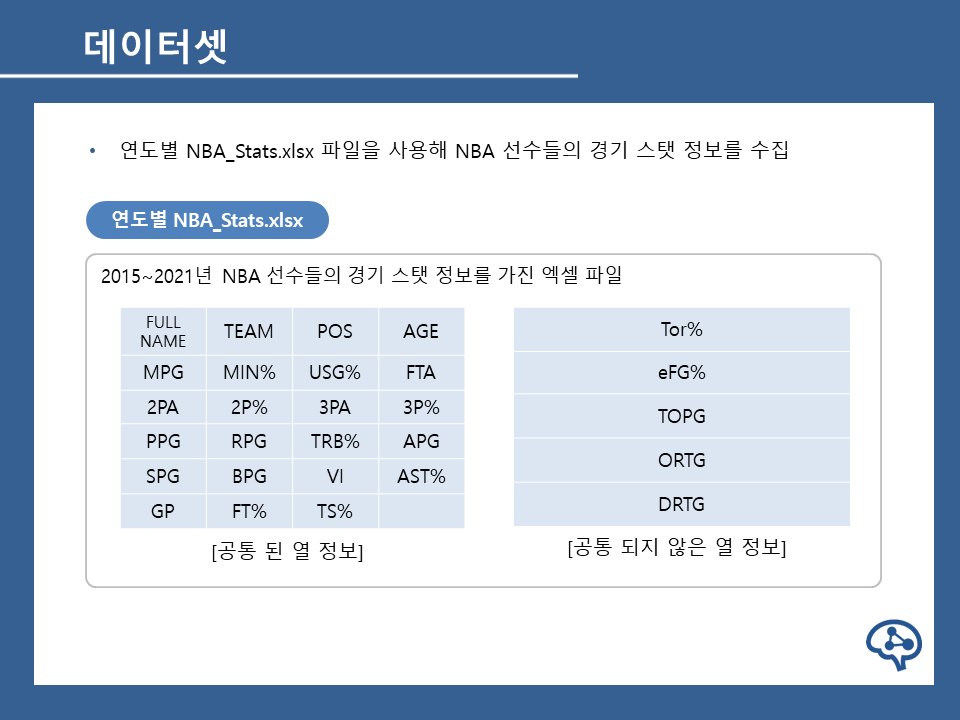 데이터셋
• 연도별 NBA_Stats.xlsx 파일을 사용해 NBA 선수들의 경기 스탯 정보를 수집
연도별 NBA_Stats.xlsx
2015~2021년 NBA 선수들의 경기 스탯 정보를 가진 엑셀 파일
FULL NAME TEAM POS AGE
MPG MIN% USG% FTA
2PA 2P% 3PA 3P%
PPG RPG TRB% APG
SPG BPG VI AST%
GP FT% TS%
[공통 된 열 정보]
Tor%
eFG%
TOPG
ORTG
DRTG
[공통 되지 않은 열 정보]